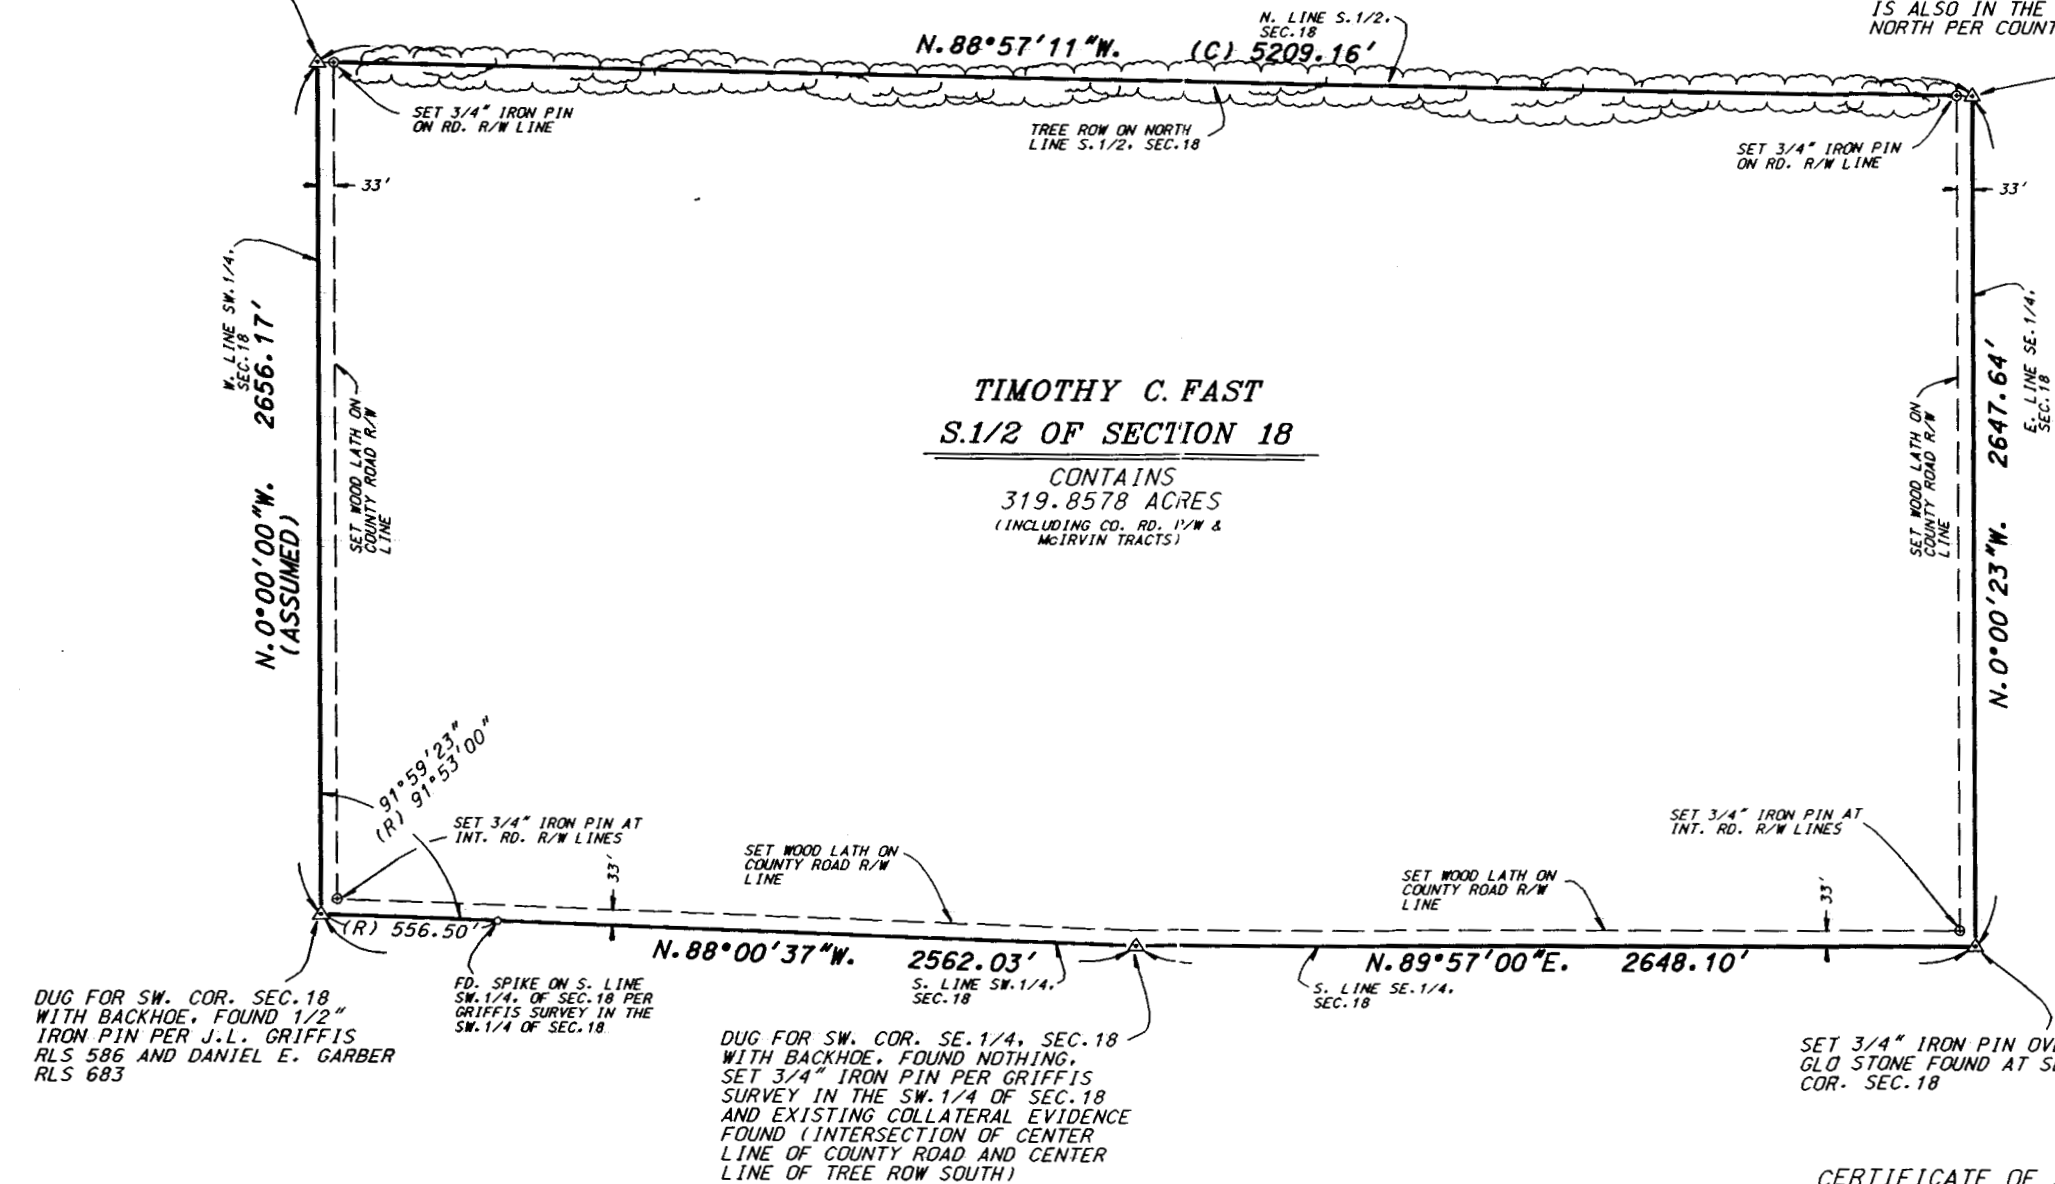 IS ALSO IN THE
NORTH PER COUNT
N. LINE S.1/2,
SEC.18
N.88°57'11"W. (C) 5209.16'
SET 3/4" IRON PIN
ON RD. R/W LINE
TREE ROW ON NORTH
LINE S.1/2, SEC.18
SET 3/4" IRON PIN
ON RD. R/W LINE
33'
33'
W. LINE SW.1/4,
SEC.18
N.0°00'00"W. 2656.17'
(ASSUMED)
SET WOOD LATH ON
COUNTY ROAD R/W
LINE
TIMOTHY C. FAST
S.1/2 OF SECTION 18
CONTAINS
319.8578 ACRES
(INCLUDING CO. RD. R/W &
McIRVIN TRACTS)
SET WOOD LATH ON
COUNTY ROAD R/W
LINE
N.0°00'23"W. 2647.64'
E. LINE SE.1/4,
SEC.18
91°59'23"
(R) 91°53'00"
SET 3/4" IRON PIN AT
INT. RD. R/W LINES
33'
SET WOOD LATH ON
COUNTY ROAD R/W
LINE
SET WOOD LATH ON
COUNTY ROAD R/W
LINE
SET 3/4" IRON PIN AT
INT. RD. R/W LINES
33'
(R) 556.50'
N.88°00'37"W. 2562.03'
S. LINE SW.1/4,
SEC.18
N.89°57'00"E. 2648.10'
S. LINE SE.1/4,
SEC.18
FD. SPIKE ON S. LINE
SW.1/4, OF SEC.18 PER
GRIFFIS SURVEY IN THE
SW.1/4 OF SEC.18
DUG FOR SW. COR. SEC.18
WITH BACKHOE, FOUND 1/2"
IRON PIN PER J.L. GRIFFIS
RLS 586 AND DANIEL E. GARBER
RLS 683
DUG FOR SW. COR. SE.1/4, SEC.18
WITH BACKHOE, FOUND NOTHING,
SET 3/4" IRON PIN PER GRIFFIS
SURVEY IN THE SW.1/4 OF SEC.18
AND EXISTING COLLATERAL EVIDENCE
FOUND (INTERSECTION OF CENTER
LINE OF COUNTY ROAD AND CENTER
LINE OF TREE ROW SOUTH)
SET 3/4" IRON PIN OV
GLO STONE FOUND AT S
COR. SEC.18
CERTIFICATE OF